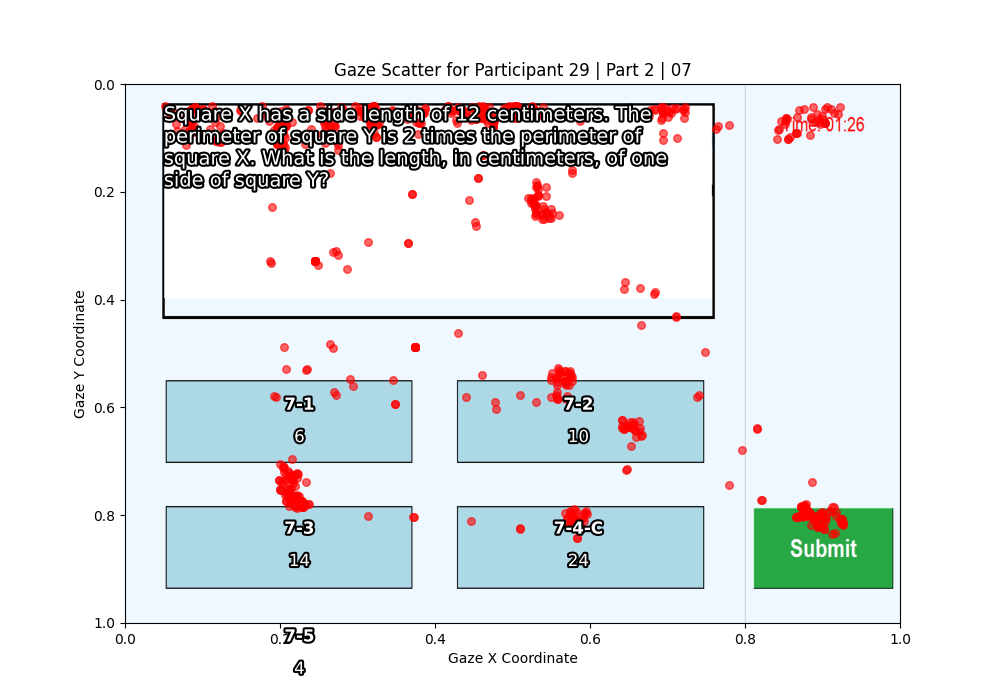 Gaze Scatter for Participant 29 | Part 2 | 07
0.0
Square X has a side length of 12 centimeters. The
perimeter of square Y is 2 times the perimeter of
square X. What is the length, in centimeters, of one
side of square Y?
Time: 01:26
0.2
0.4
Gaze Y Coordinate
0.6
7-1
6
7-2
10
0.8
7-3
14
7-4-C
24
Submit
1.0
0.0
0.2
0.4
0.6
0.8
1.0
7-5
4
Gaze X Coordinate